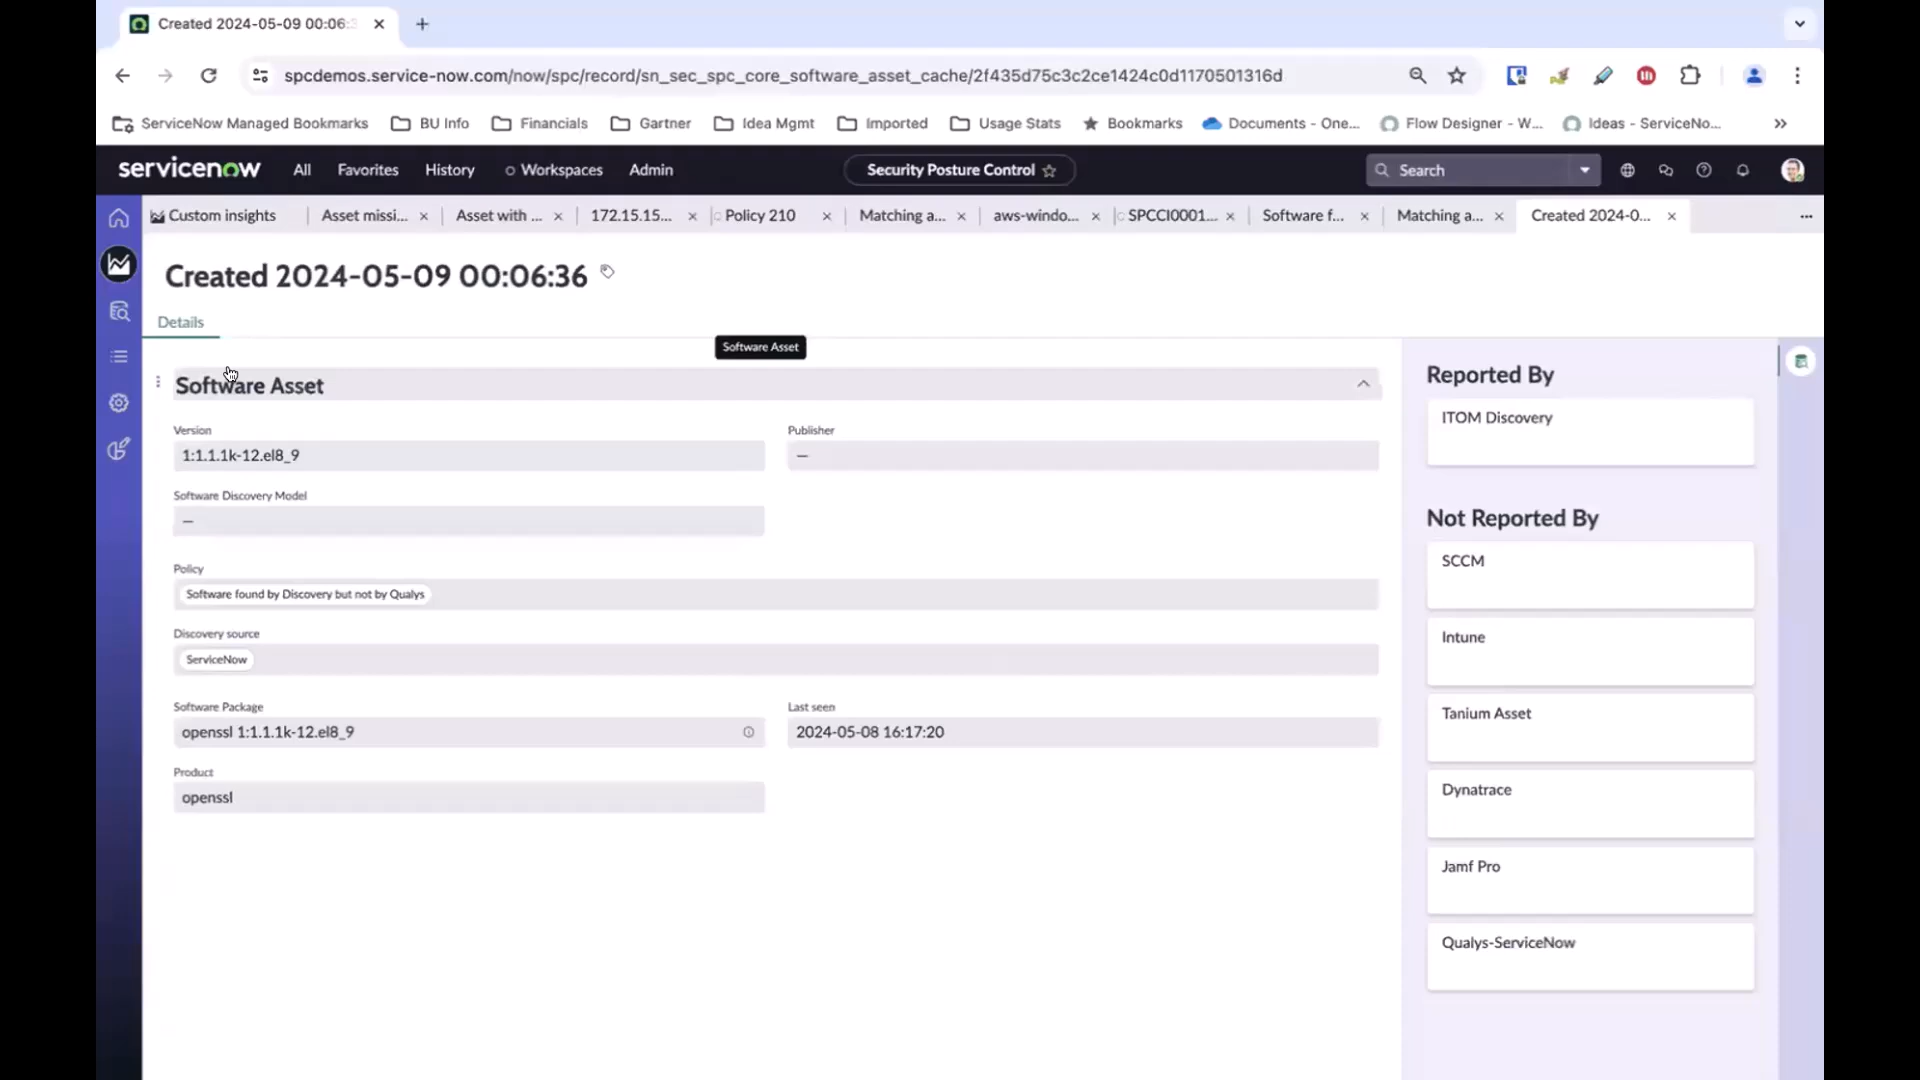 Created 2024-05-09 00:06:3
spcdemos.service-now.com/now/spc/record/sn_sec_spc_core_software_asset_cache/2f435d75c3c2ce1424c0d1170501316d
ServiceNow Managed Bookmarks BU Info Financials Gartner Idea Mgmt Imported Usage Stats Bookmarks Documents - One... Flow Designer - W... Ideas - ServiceNo... »
servicenow All Favorites History Workspaces Admin Security Posture Control Search
Custom insights Asset missi... Asset with ... 172.15.15... Policy 210 Matching a... aws-windo... SPCCI0001... Software f... Matching a... Created 2024-0...
Created 2024-05-09 00:06:36
Details
Software Asset
Software Asset
Version
1:1.1.1k-12.el8_9
Publisher
—
Software Discovery Model
—
Policy
Software found by Discovery but not by Qualys
Discovery source
ServiceNow
Software Package
openssl 1:1.1.1k-12.el8_9
Last seen
2024-05-08 16:17:20
Product
openssl
Reported By
ITOM Discovery
Not Reported By
SCCM
Intune
Tanium Asset
Dynatrace
Jamf Pro
Qualys-ServiceNow